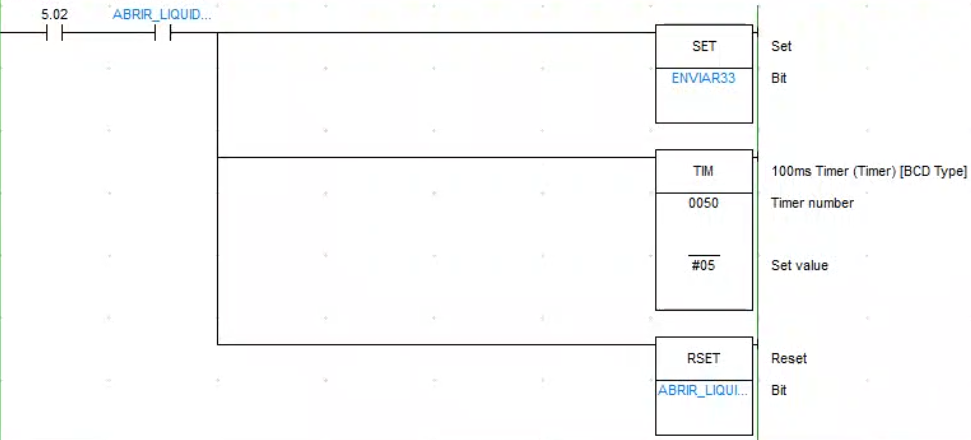 5.02 ABRIR_LIQUID...
SET Set
ENVIAR33 Bit
TIM 100ms Timer (Timer) [BCD Type]
0050 Timer number
#05 Set value
RSET Reset
ABRIR_LIQUI... Bit